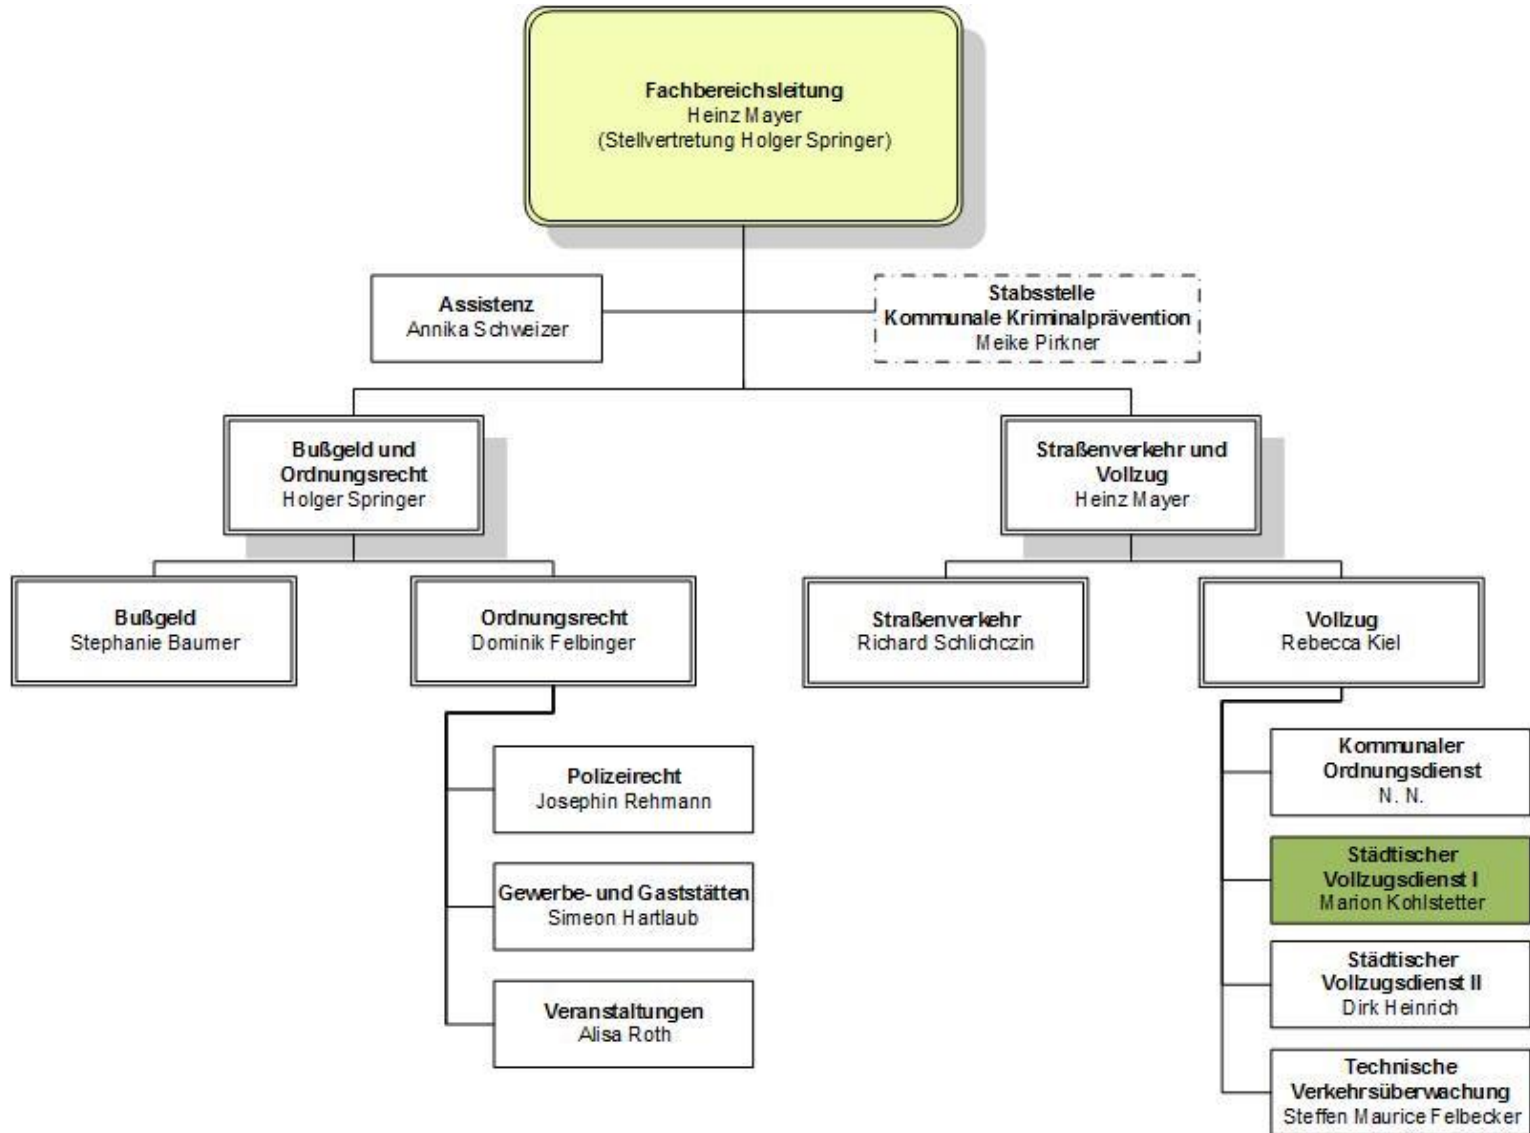 Fachbereichsleitung
Heinz Mayer
(Stellvertretung Holger Springer)
Assistenz
Annika Schweizer
Stabsstelle
Kommunale Kriminalprävention
Meike Pirkner
Bußgeld und
Ordnungsrecht
Holger Springer
Straßenverkehr und
Vollzug
Heinz Mayer
Bußgeld
Stephanie Baumer
Ordnungsrecht
Dominik Felbinger
Straßenverkehr
Richard Schlichczin
Vollzug
Rebecca Kiel
Polizeirecht
Josephin Rehmann
Gewerbe- und Gaststätten
Simeon Hartlaub
Veranstaltungen
Alisa Roth
Kommunaler
Ordnungsdienst
N. N.
Städtischer
Vollzugsdienst I
Marion Kohlstetter
Städtischer
Vollzugsdienst II
Dirk Heinrich
Technische
Verkehrsüberwachung
Steffen Maurice Felbecker